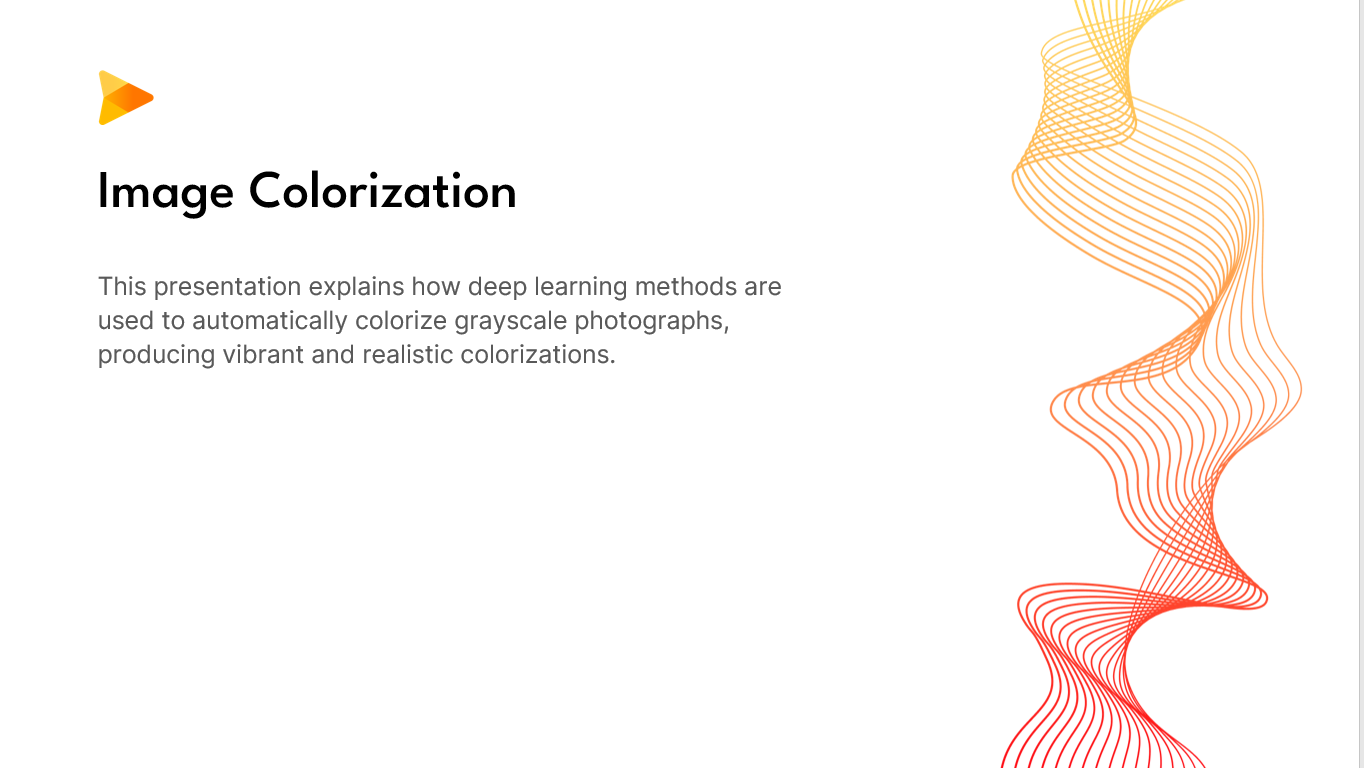 Image Colorization
This presentation explains how deep learning methods are
used to automatically colorize grayscale photographs,
producing vibrant and realistic colorizations.